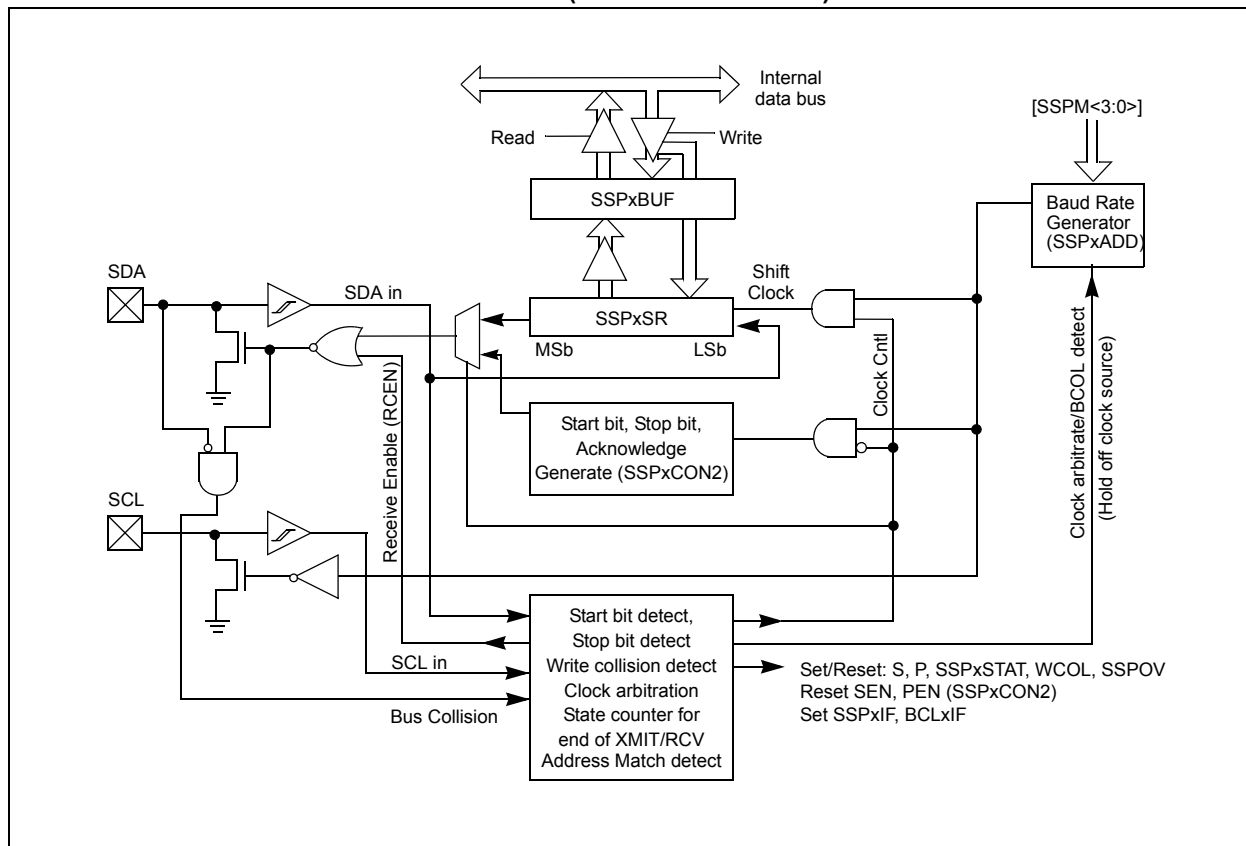 Internal
data bus
[SSPM<3:0>]
Read
Write
SSPxBUF
Baud Rate
Generator
(SSPxADD)
SDA
Shift
Clock
SDA in
SSPxSR
MSb
LSb
Clock Cntl
Clock arbitrate/BCOL detect
(Hold off clock source)
Receive Enable (RCEN)
Start bit, Stop bit,
Acknowledge
Generate (SSPxCON2)
SCL
Start bit detect,
Stop bit detect
Write collision detect
Clock arbitration
State counter for
end of XMIT/RCV
Address Match detect
SCL in
Bus Collision
Set/Reset: S, P, SSPxSTAT, WCOL, SSPOV
Reset SEN, PEN (SSPxCON2)
Set SSPxIF, BCLxIF